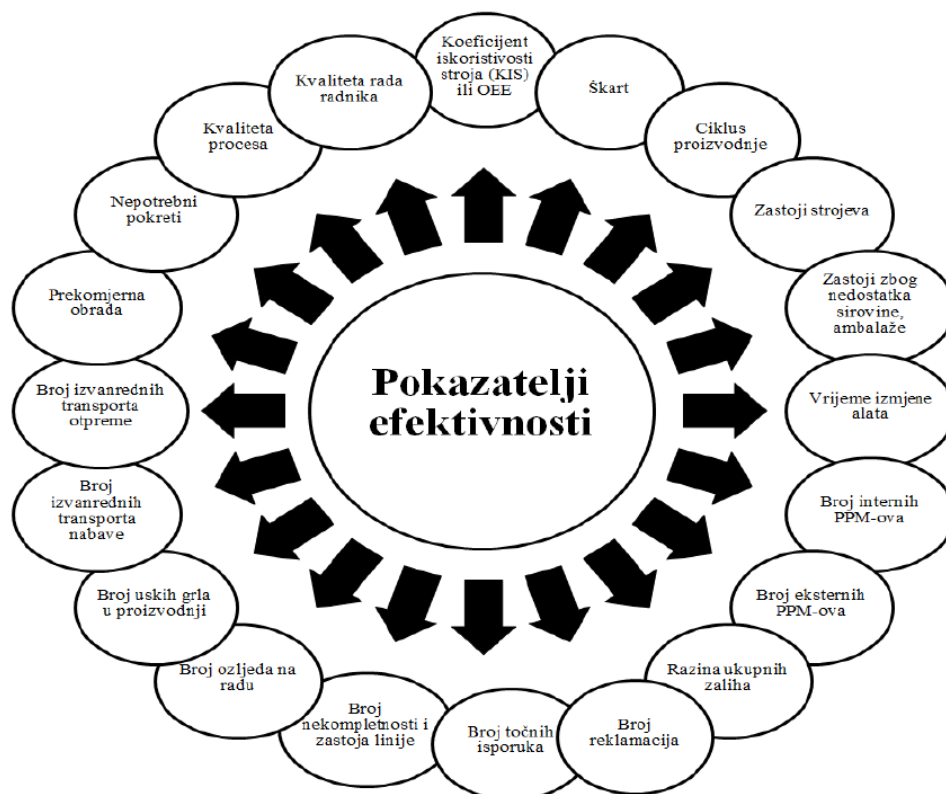 Pokazatelji
efektivnosti
Koeficijent
iskoristivosti
stroja (KIS)
ili OEE
Škart
Ciklus
proizvodnje
Zastoji strojeva
Zastoji zbog
nedostatka
sirovine,
ambalaže
Vrijeme izmjene
alata
Broj internih
PPM-ova
Broj eksternih
PPM-ova
Razina ukupnih
zaliha
Broj
reklamacija
Broj točnih
isporuka
Broj
nekompletnosti i
zastoja linije
Broj ozljeda na
radu
Broj uskih grla
u proizvodnji
Broj
izvanrednih
transporta
nabave
Broj izvanrednih
transporta
otpreme
Prekomjerna
obrada
Nepotrebni
pokreti
Kvaliteta
procesa
Kvaliteta rada
radnika